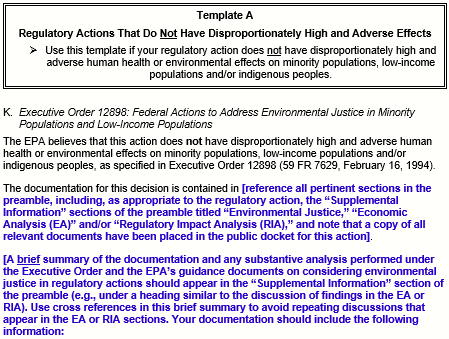 Template A
Regulatory Actions That Do Not Have Disproportionately High and Adverse Effects
➢ Use this template if your regulatory action does not have disproportionately high and
adverse human health or environmental effects on minority populations, low-income
populations and/or indigenous peoples.
K. Executive Order 12898: Federal Actions to Address Environmental Justice in Minority
Populations and Low-Income Populations
The EPA believes that this action does not have disproportionately high and adverse human
health or environmental effects on minority populations, low-income populations and/or
indigenous peoples, as specified in Executive Order 12898 (59 FR 7629, February 16, 1994).
The documentation for this decision is contained in [reference all pertinent sections in the
preamble, including, as appropriate to the regulatory action, the “Supplemental
Information” sections of the preamble titled “Environmental Justice,” “Economic
Analysis (EA)” and/or “Regulatory Impact Analysis (RIA),” and note that a copy of all
relevant documents have been placed in the public docket for this action].
[A brief summary of the documentation and any substantive analysis performed under
the Executive Order and the EPA’s guidance documents on considering environmental
justice in regulatory actions should appear in the “Supplemental Information” section of
the preamble (e.g., under a heading similar to the discussion of findings in the EA or
RIA). Use cross references in this brief summary to avoid repeating discussions that
appear in the EA or RIA sections. Your documentation should include the following
information: